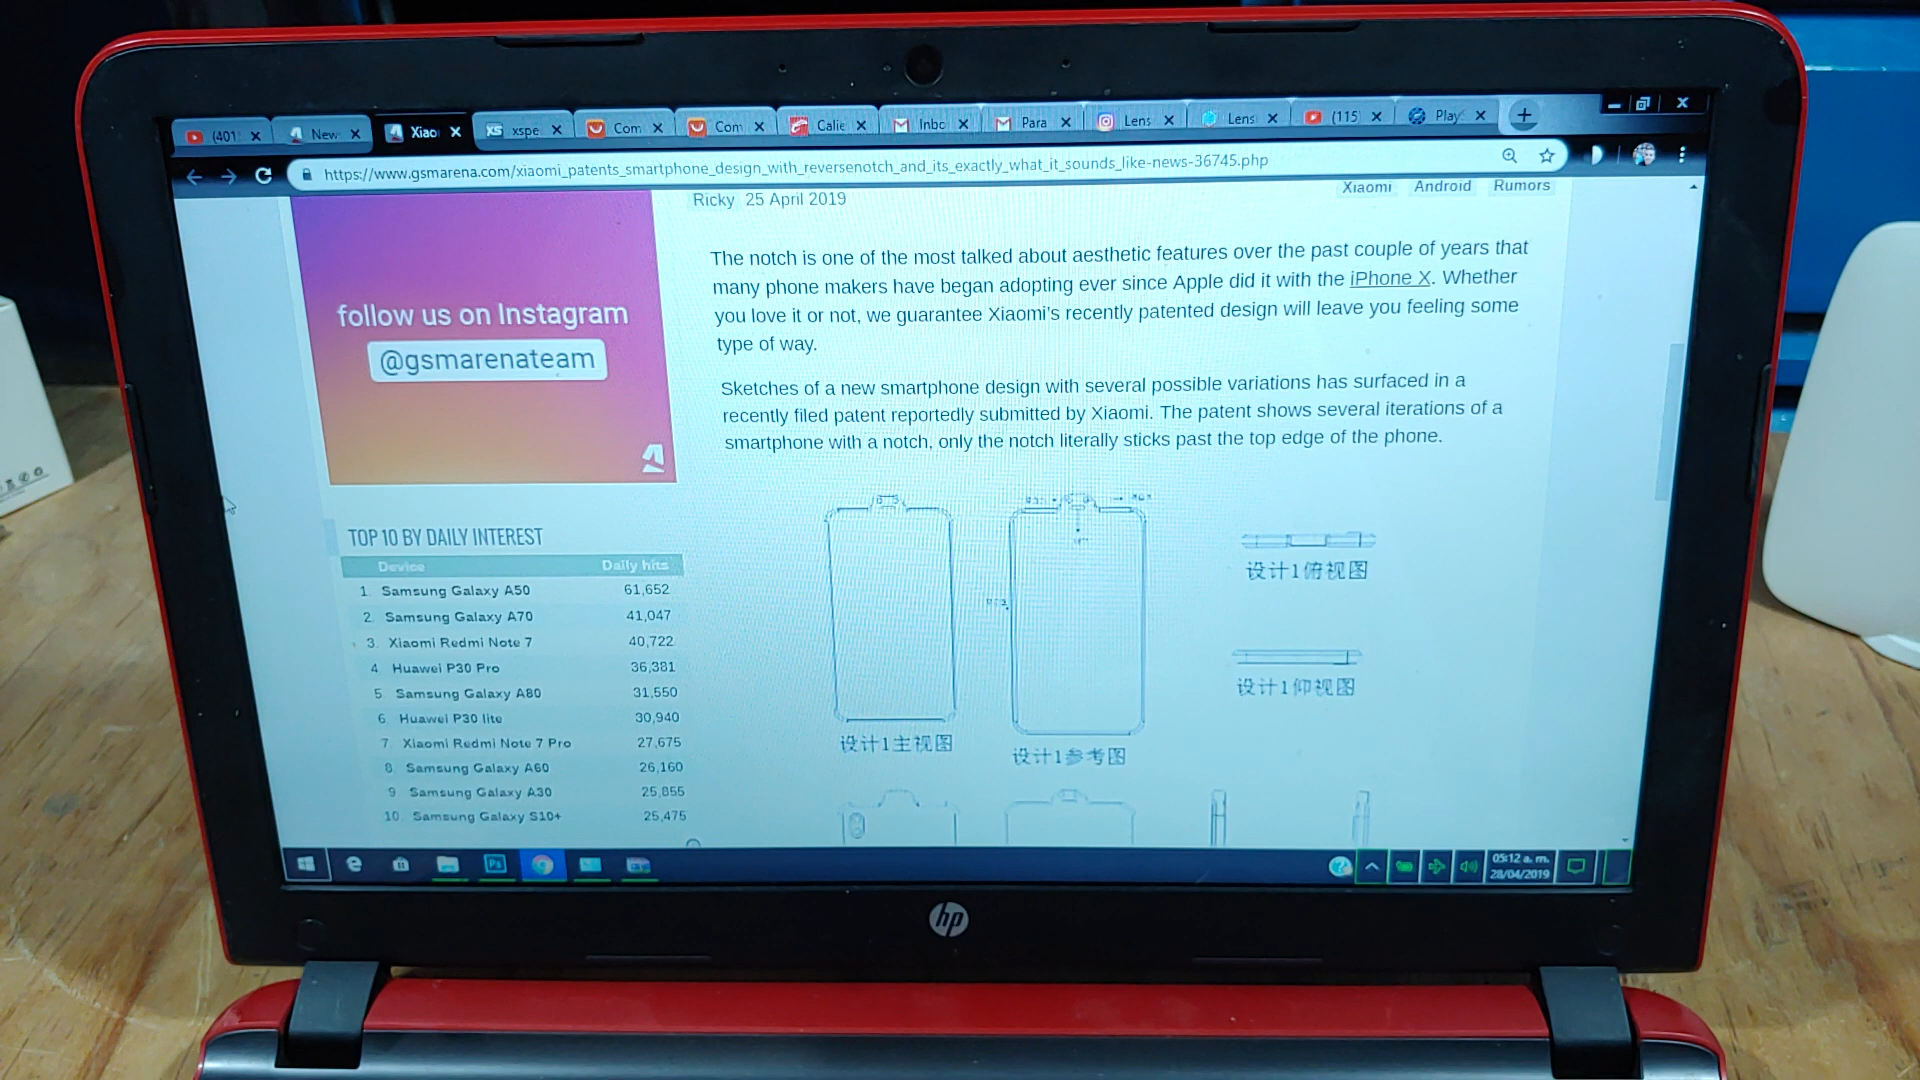 (401
New
Xiao
xspe
Com
Com
Calie
Inbc
Para
Lens
Lens
(115)
Play
https://www.gsmarena.com/xiaomi_patents_smartphone_design_with_reversenotch_and_its_exactly_what_it_sounds_like-news-36745.php
Ricky 25 April 2019
Xiaomi Android Rumors
The notch is one of the most talked about aesthetic features over the past couple of years that
many phone makers have began adopting ever since Apple did it with the iPhone X. Whether
you love it or not, we guarantee Xiaomi's recently patented design will leave you feeling some
type of way.
Sketches of a new smartphone design with several possible variations has surfaced in a
recently filed patent reportedly submitted by Xiaomi. The patent shows several iterations of a
smartphone with a notch, only the notch literally sticks past the top edge of the phone.
follow us on Instagram
@gsmarenateam
TOP 10 BY DAILY INTEREST
Device Daily hits
1. Samsung Galaxy A50 61,652
2. Samsung Galaxy A70 41,047
3. Xiaomi Redmi Note 7 40,722
4. Huawei P30 Pro 36,381
5. Samsung Galaxy A80 31,550
6. Huawei P30 lite 30,940
7. Xiaomi Redmi Note 7 Pro 27,675
8. Samsung Galaxy A60 26,160
9. Samsung Galaxy A30 25,855
10. Samsung Galaxy S10+ 25,475
设计1主视图
设计1参考图
设计1俯视图
设计1仰视图
Ps
05:12 a. m.
28/04/2019
hp